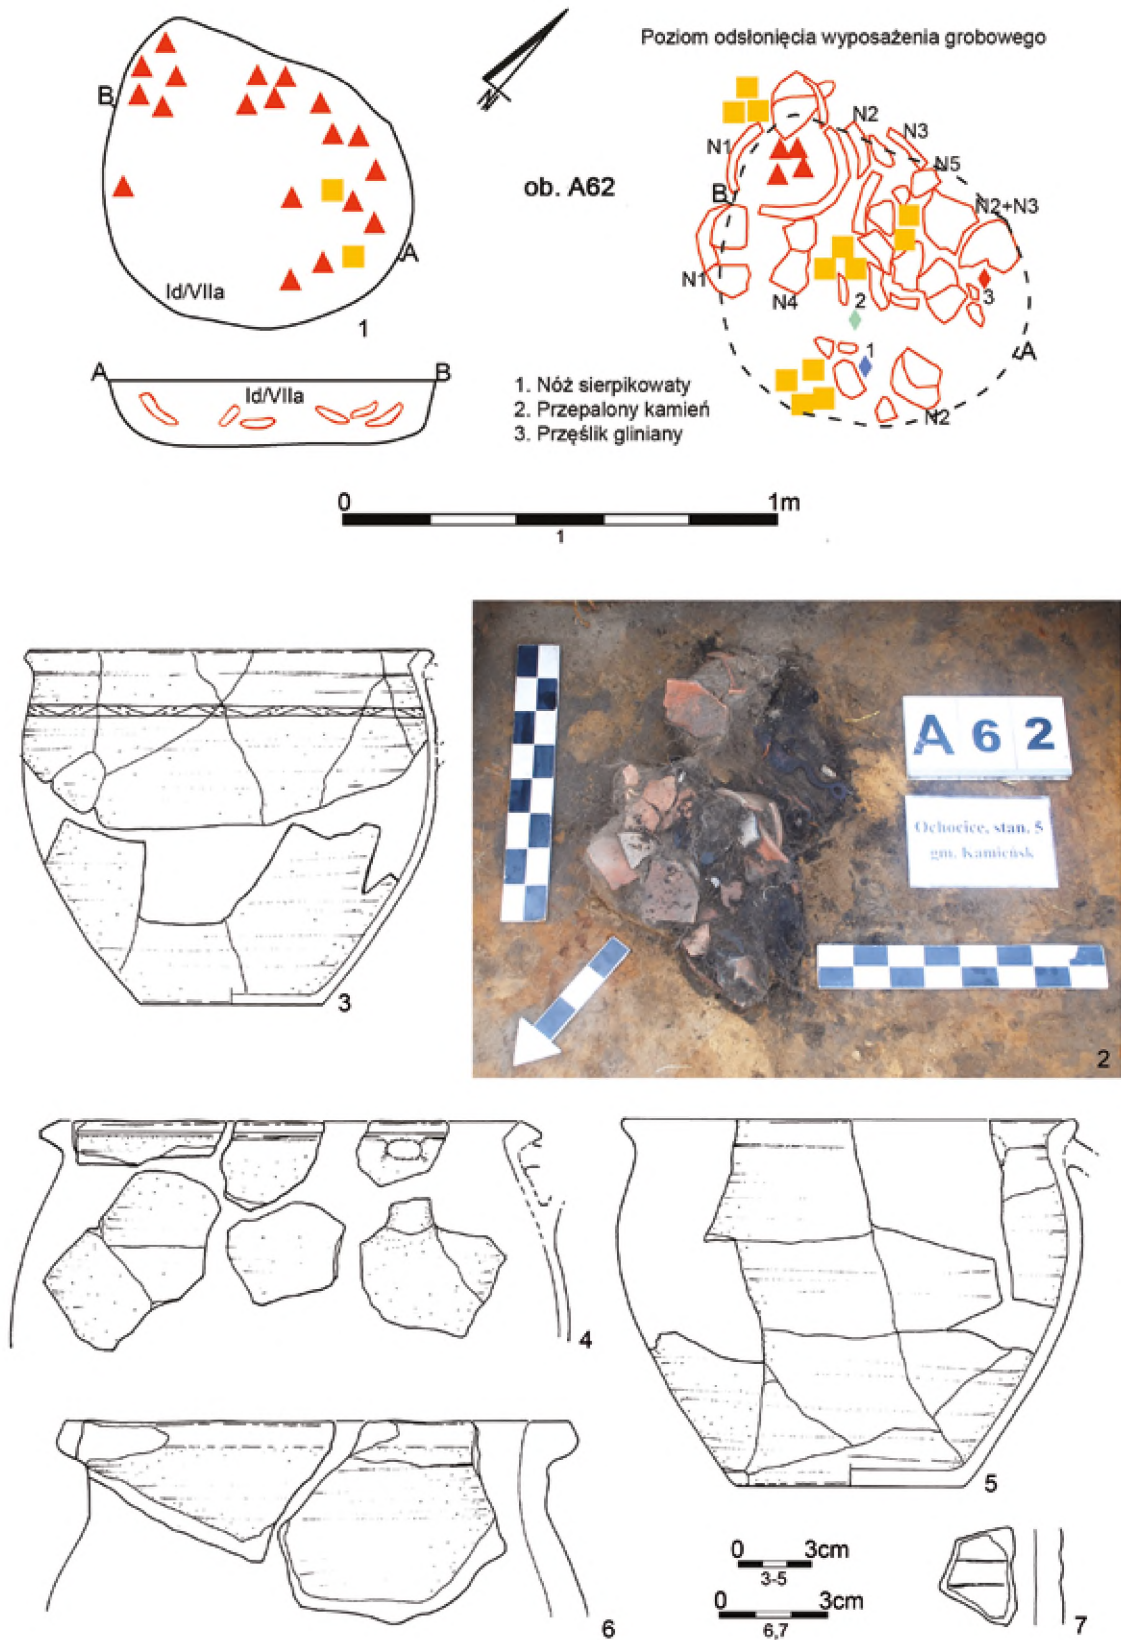 N
Poziom odsłonięcia wyposażenia grobowego
B
A
Id/VIIa
1
ob. A62
N1
N2
N3
N5
B
N2+N3
N1
N4
2
3
1
A
N2
A
B
Id/VIIa
1. Nóż sierpikowaty
2. Przepalony kamień
3. Przęślik gliniany
0
1m
1
3
A 6 2
Ochocice, stan. 5
gm. Kamieńsk
2
4
5
6
0 3cm
3-5
0 3cm
6,7
7